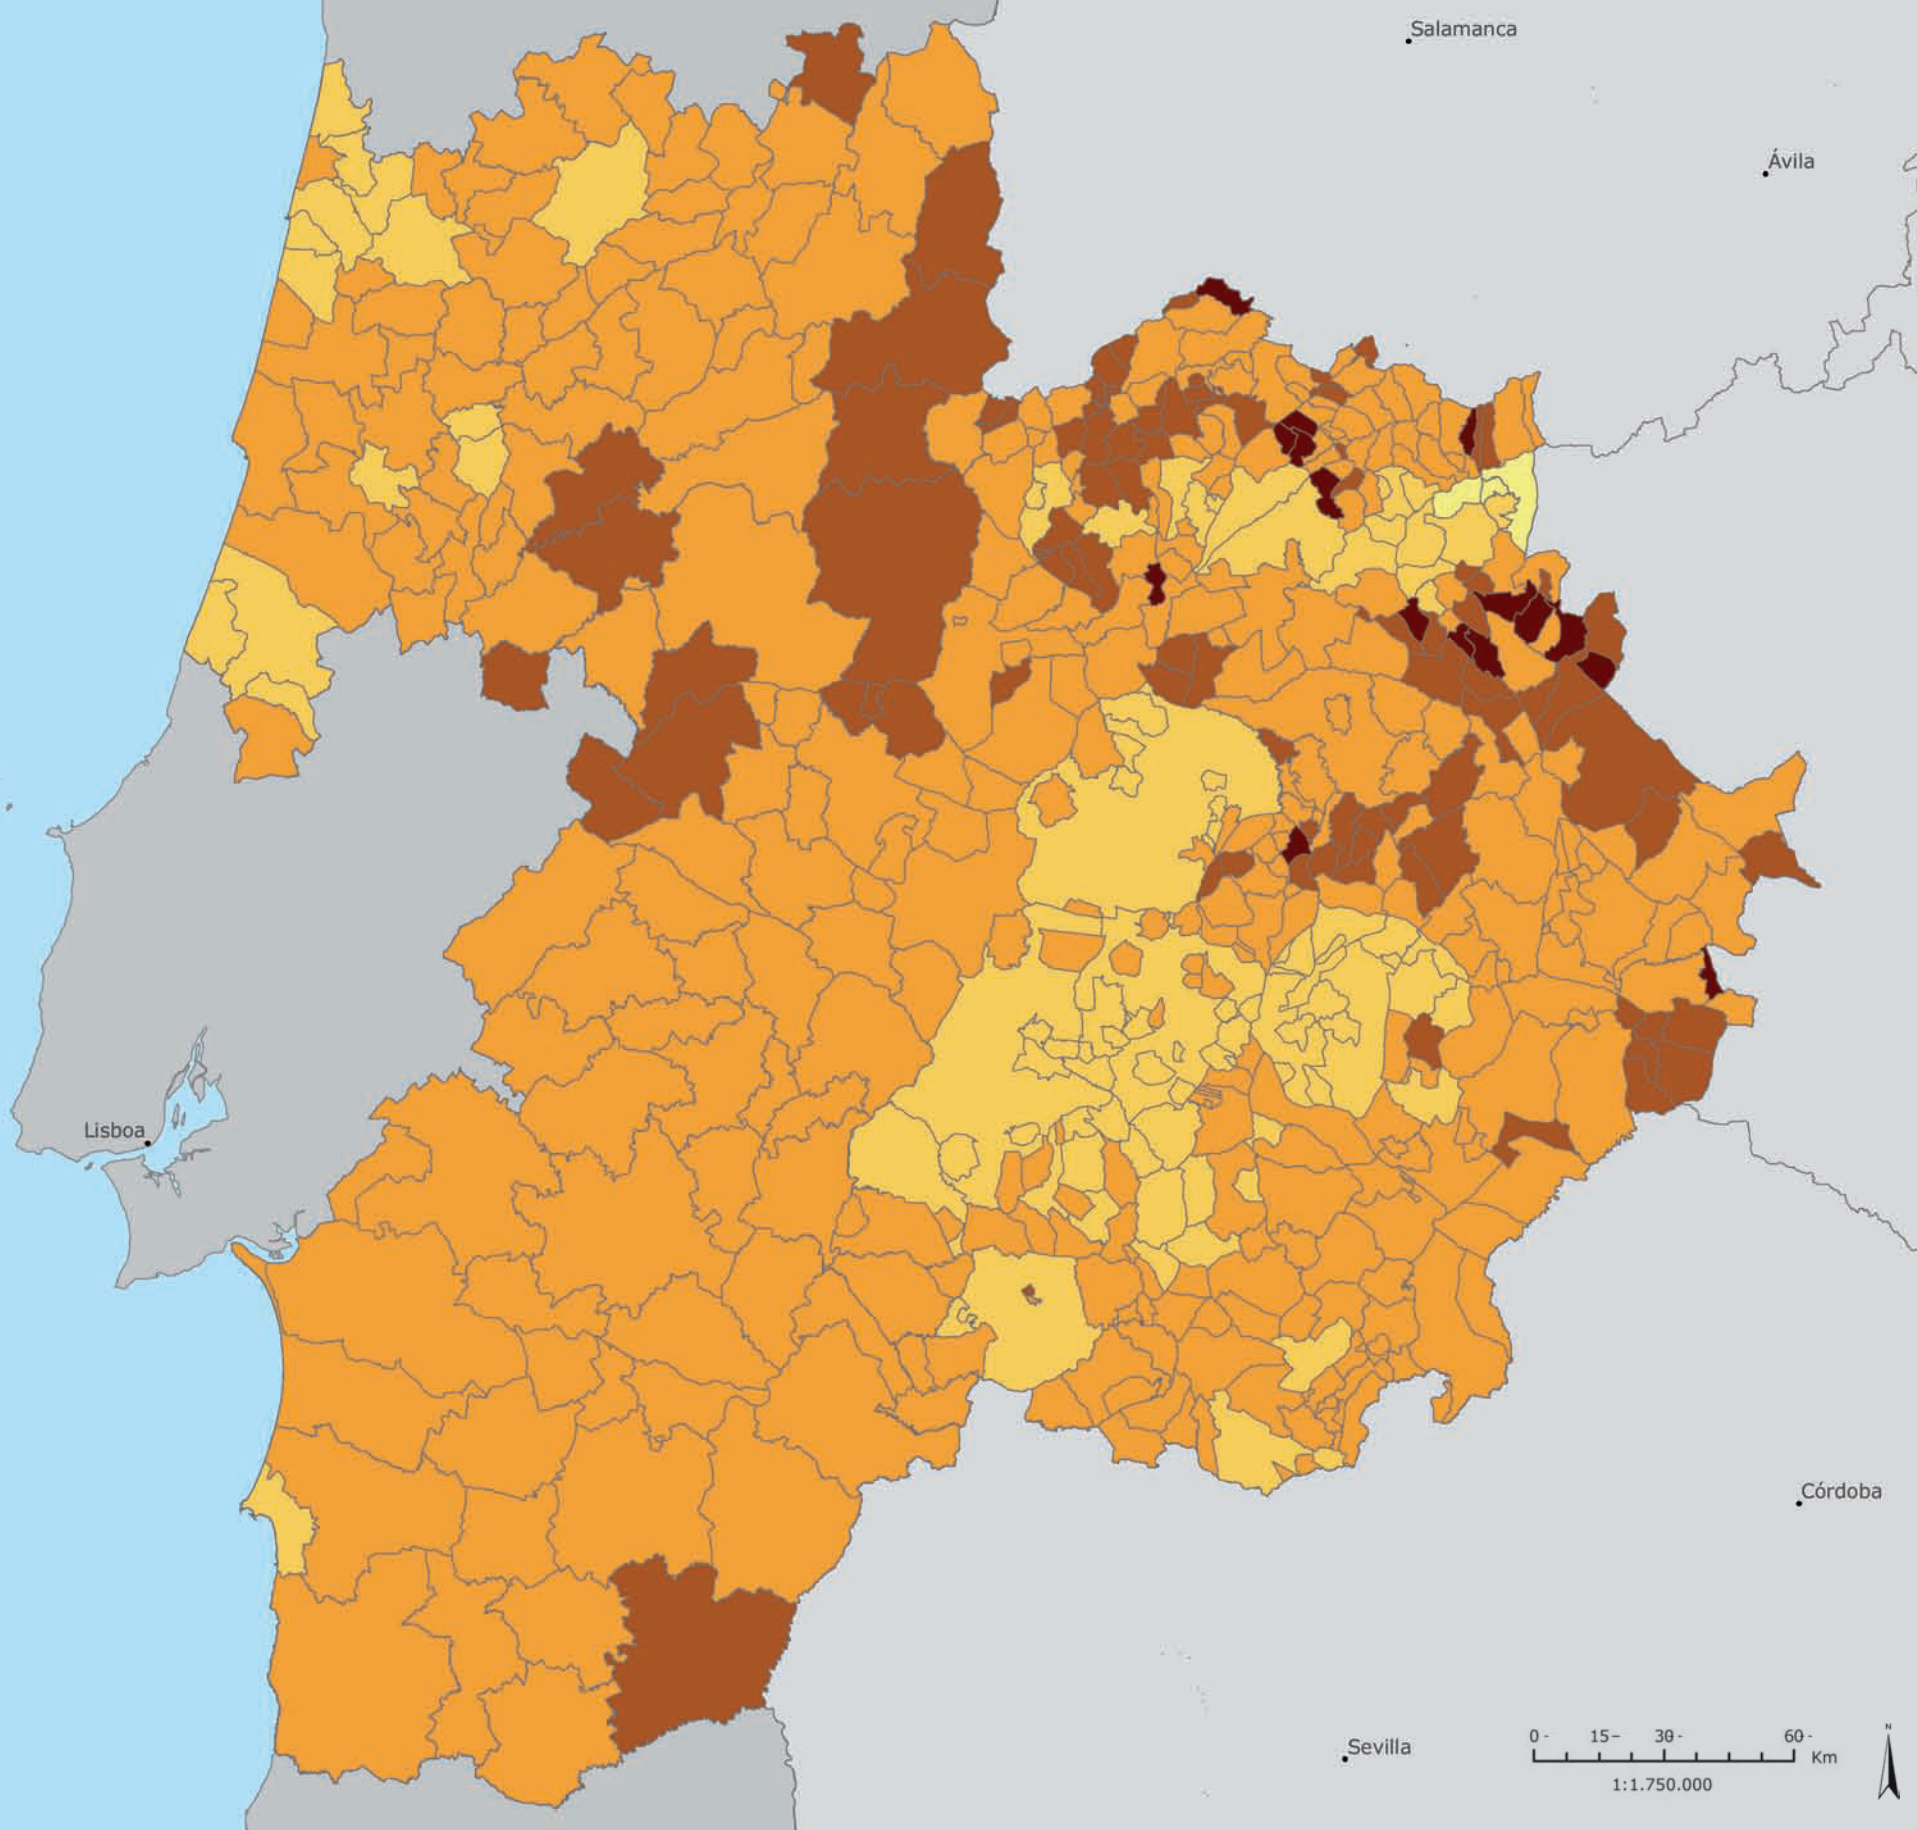 Salamanca
Ávila
Lisboa
Córdoba
Sevilla
0 - 15 - 30 - 60 -
Km
1:1.750.000
N